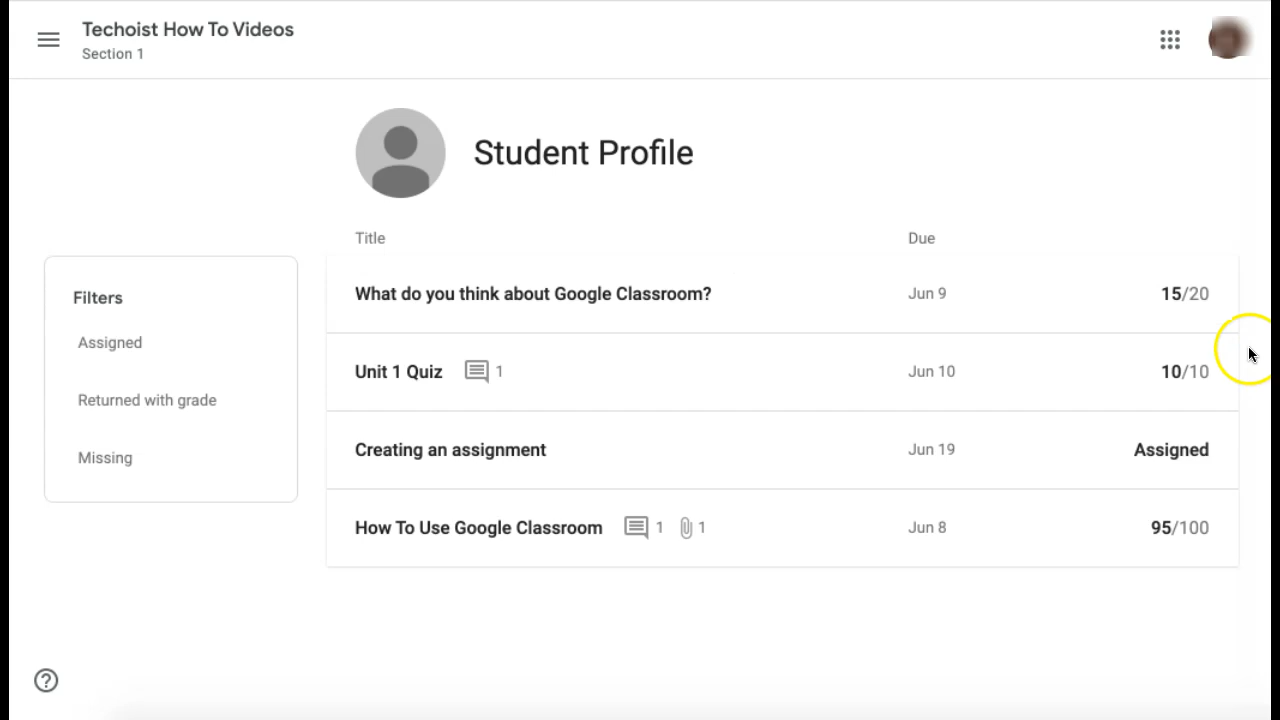 Techoist How To Videos
Section 1
Student Profile
Title Due
Filters
Assigned
Returned with grade
Missing
What do you think about Google Classroom? Jun 9 15/20
Unit 1 Quiz 1 Jun 10 10/10
Creating an assignment Jun 19 Assigned
How To Use Google Classroom 1 1 Jun 8 95/100
?